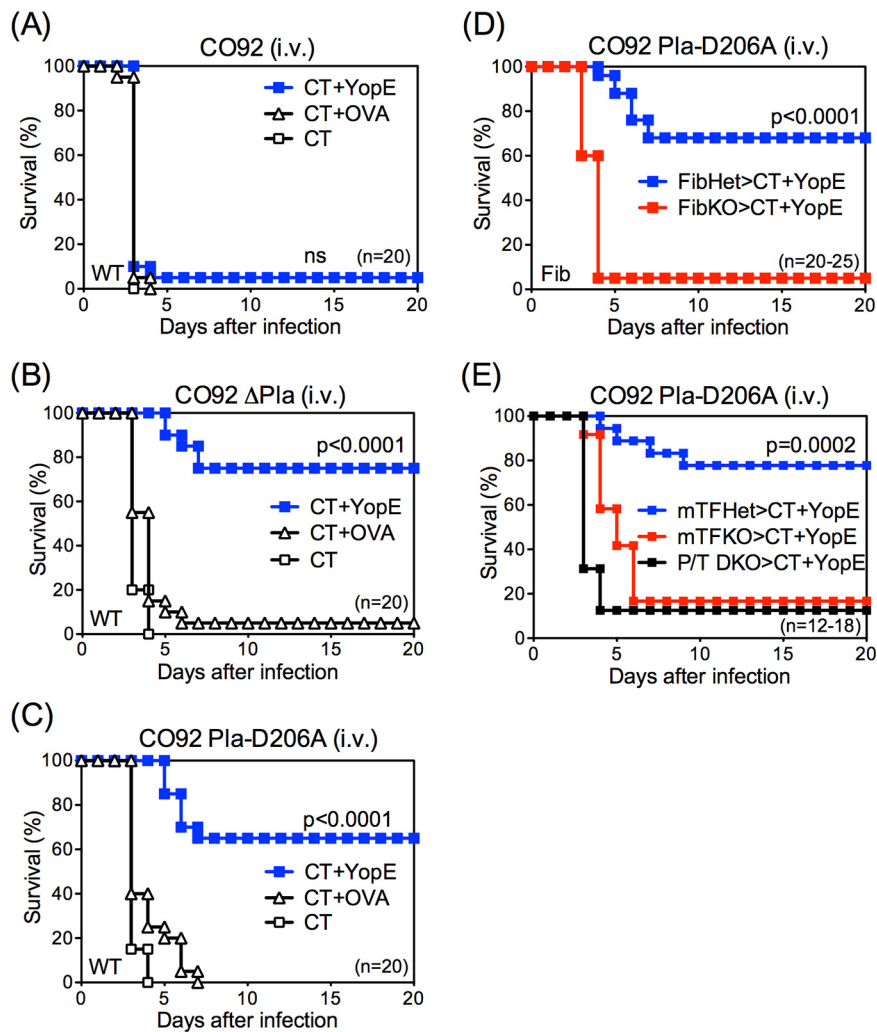 (A)
CO92 (i.v.)
Survival (%)
100
80
60
40
20
0
CT+YopE
CT+OVA
CT
ns
(n=20)
WT
0 5 10 15 20
Days after infection
(B)
CO92 ΔPla (i.v.)
Survival (%)
100
80
60
40
20
0
p<0.0001
CT+YopE
CT+OVA
CT
(n=20)
WT
0 5 10 15 20
Days after infection
(C)
CO92 Pla-D206A (i.v.)
Survival (%)
100
80
60
40
20
0
p<0.0001
CT+YopE
CT+OVA
CT
(n=20)
WT
0 5 10 15 20
Days after infection
(D)
CO92 Pla-D206A (i.v.)
Survival (%)
100
80
60
40
20
0
p<0.0001
FibHet>CT+YopE
FibKO>CT+YopE
(n=20-25)
Fib
0 5 10 15 20
Days after infection
(E)
CO92 Pla-D206A (i.v.)
Survival (%)
100
80
60
40
20
0
p=0.0002
mTFHet>CT+YopE
mTFKO>CT+YopE
P/T DKO>CT+YopE
(n=12-18)
0 5 10 15 20
Days after infection